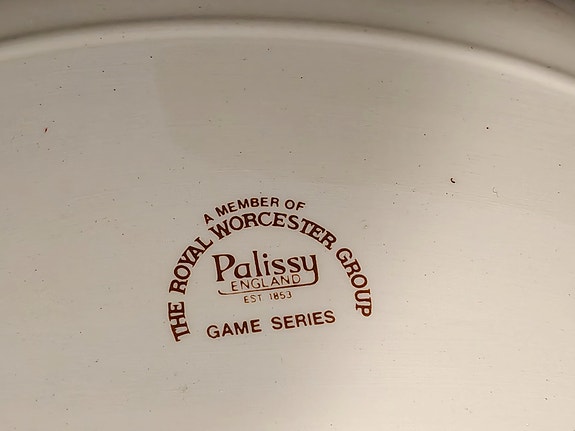 A MEMBER OF
THE ROYAL WORCESTER GROUP
Palissy
ENGLAND
EST 1853
GAME SERIES